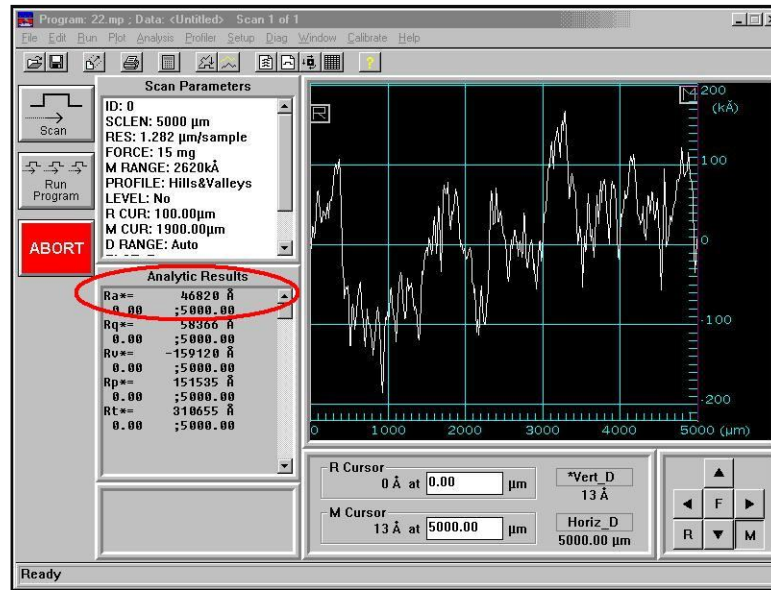 Program: 22.mp ; Data: <Untitled> Scan 1 of 1
File Edit Run Plot Analysis Profiler Setup Diag Window Calibrate Help
Scan
Run
Program
ABORT
Scan Parameters
ID: 0
SCLEN: 5000 µm
RES: 1.282 µm/sample
FORCE: 15 mg
M RANGE: 2620kÅ
PROFILE: Hills&Valleys
LEVEL: No
R CUR: 100.00µm
M CUR: 1900.00µm
D RANGE: Auto
Analytic Results
Ra*= 46820 Å
0.00 ;5000.00
Rq*= 58366 Å
0.00 ;5000.00
Rv*= -159120 Å
0.00 ;5000.00
Rp*= 151535 Å
0.00 ;5000.00
Rt*= 310655 Å
0.00 ;5000.00
R
M
200
(kÅ)
100
0
-100
-200
0 1000 2000 3000 4000 5000 (µm)
R Cursor
0 Å at 0.00 µm
M Cursor
13 Å at 5000.00 µm
*Vert_D
13 Å
Horiz_D
5000.00 µm
F
R M
Ready